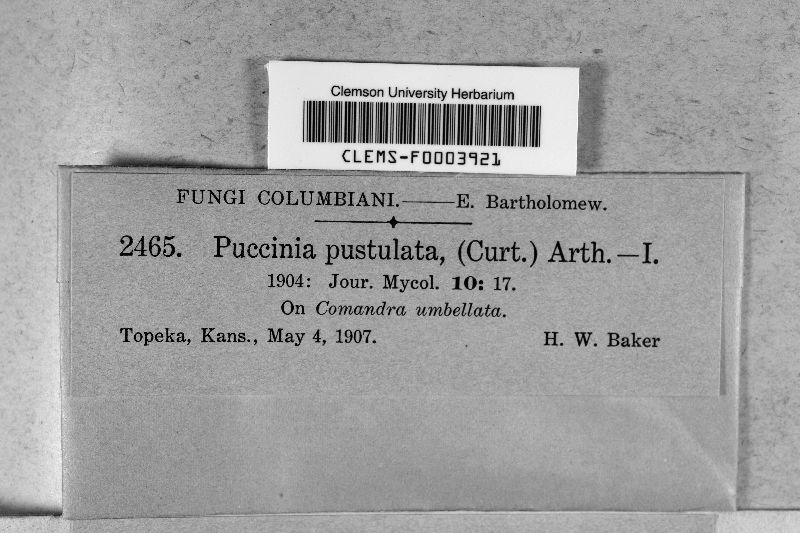 Clemson University Herbarium
CLEMS-F0003921
FUNGI COLUMBIANI.——E. Bartholomew.
2465. Puccinia pustulata, (Curt.) Arth.—I.
1904: Jour. Mycol. 10: 17.
On Comandra umbellata.
Topeka, Kans., May 4, 1907. H. W. Baker